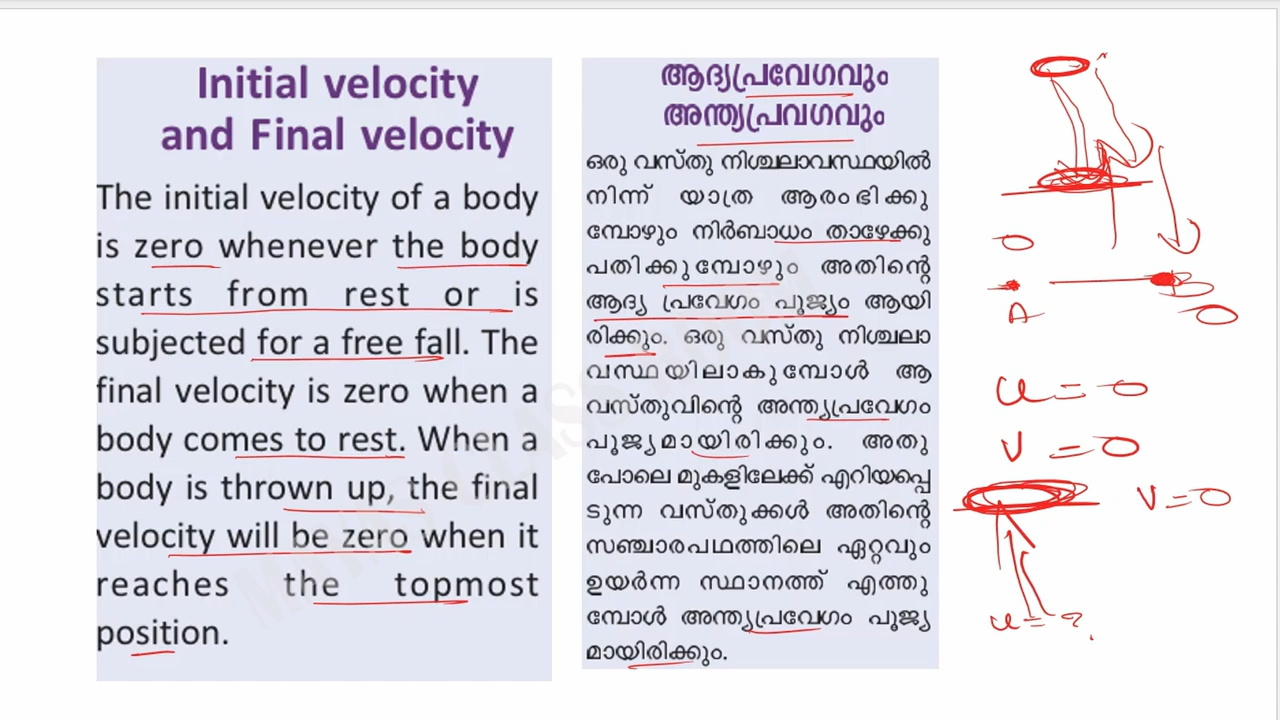 Initial velocity
and Final velocity
The initial velocity of a body
is zero whenever the body
starts from rest or is
subjected for a free fall. The
final velocity is zero when a
body comes to rest. When a
body is thrown up, the final
velocity will be zero when it
reaches the topmost
position.
ആദ്യപ്രവേഗവും
അന്ത്യപ്രവഗവും
ഒരു വസ്തു നിശ്ചലാവസ്ഥയിൽ
നിന്ന് യാത്ര ആരംഭിക്കു
മ്പോഴും നിർബാധം താഴേക്കു
പതിക്കുമ്പോഴും അതിന്റെ
ആദ്യ പ്രവേഗം പൂജ്യം ആയി
രിക്കും. ഒരു വസ്തു നിശ്ചലാ
വസ്ഥയിലാകുമ്പോൾ ആ
വസ്തുവിന്റെ അന്ത്യപ്രവേഗം
പൂജ്യമായിരിക്കും. അതു
പോലെ മുകളിലേക്ക് എറിയപ്പെ
ടുന്ന വസ്തുക്കൾ അതിന്റെ
സഞ്ചാരപഥത്തിലെ ഏറ്റവും
ഉയർന്ന സ്ഥാനത്ത് എത്തു
മ്പോൾ അന്ത്യപ്രവേഗം പൂജ്യ
മായിരിക്കും.
0
A B
0
u = 0
v = 0
v = 0
u = ?